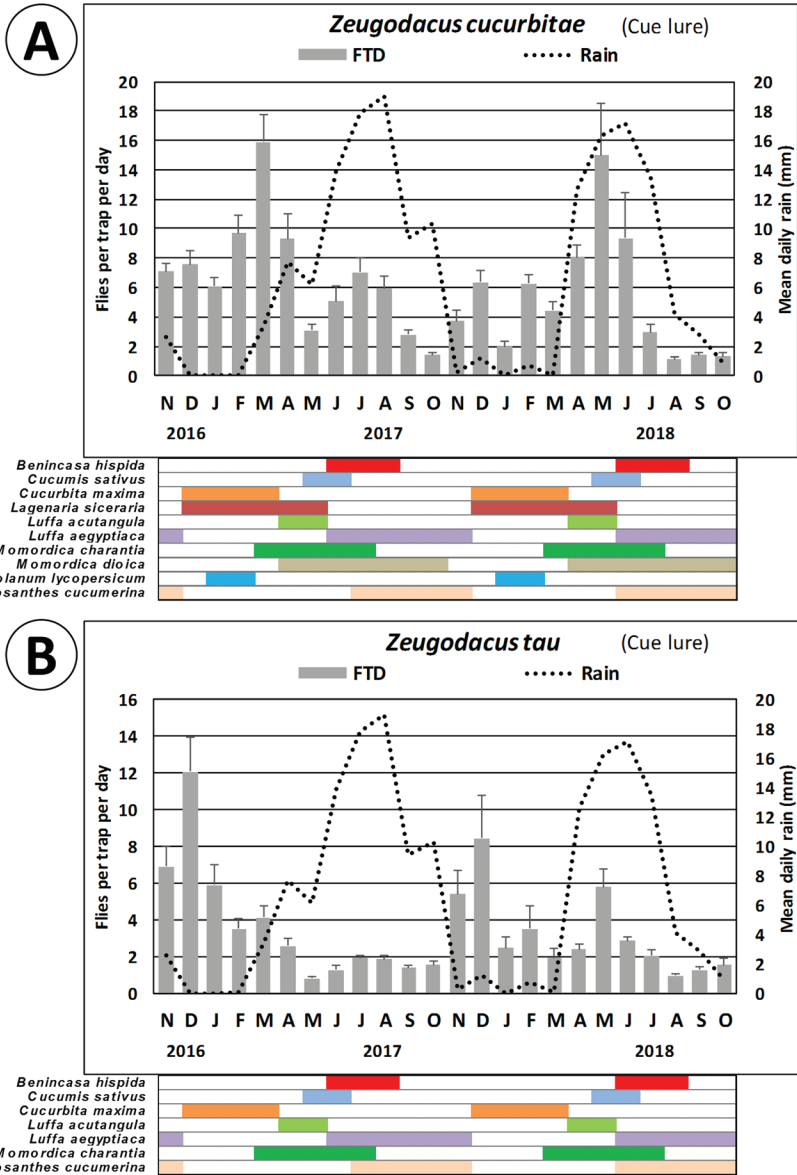 A
Zeugodacus cucurbitae (Cue lure)
FTD Rain
Flies per trap per day
Mean daily rain (mm)
20 20
18 18
16 16
14 14
12 12
10 10
8 8
6 6
4 4
2 2
0 0
N D J F M A M J J A S O N D J F M A M J J A S O
2016 2017 2018
Benincasa hispida
Cucumis sativus
Cucurbita maxima
Lagenaria siceraria
Luffa acutangula
Luffa aegyptiaca
Momordica charantia
Momordica dioica
olanum lycopersicum
osanthes cucumerina
B
Zeugodacus tau (Cue lure)
FTD Rain
Flies per trap per day
Mean daily rain (mm)
16 20
14 18
12 16
10 14
8 12
6 10
4 8
2 6
0 4
2
0
N D J F M A M J J A S O N D J F M A M J J A S O
2016 2017 2018
Benincasa hispida
Cucumis sativus
Cucurbita maxima
Luffa acutangula
Luffa aegyptiaca
Momordica charantia
osanthes cucumerina